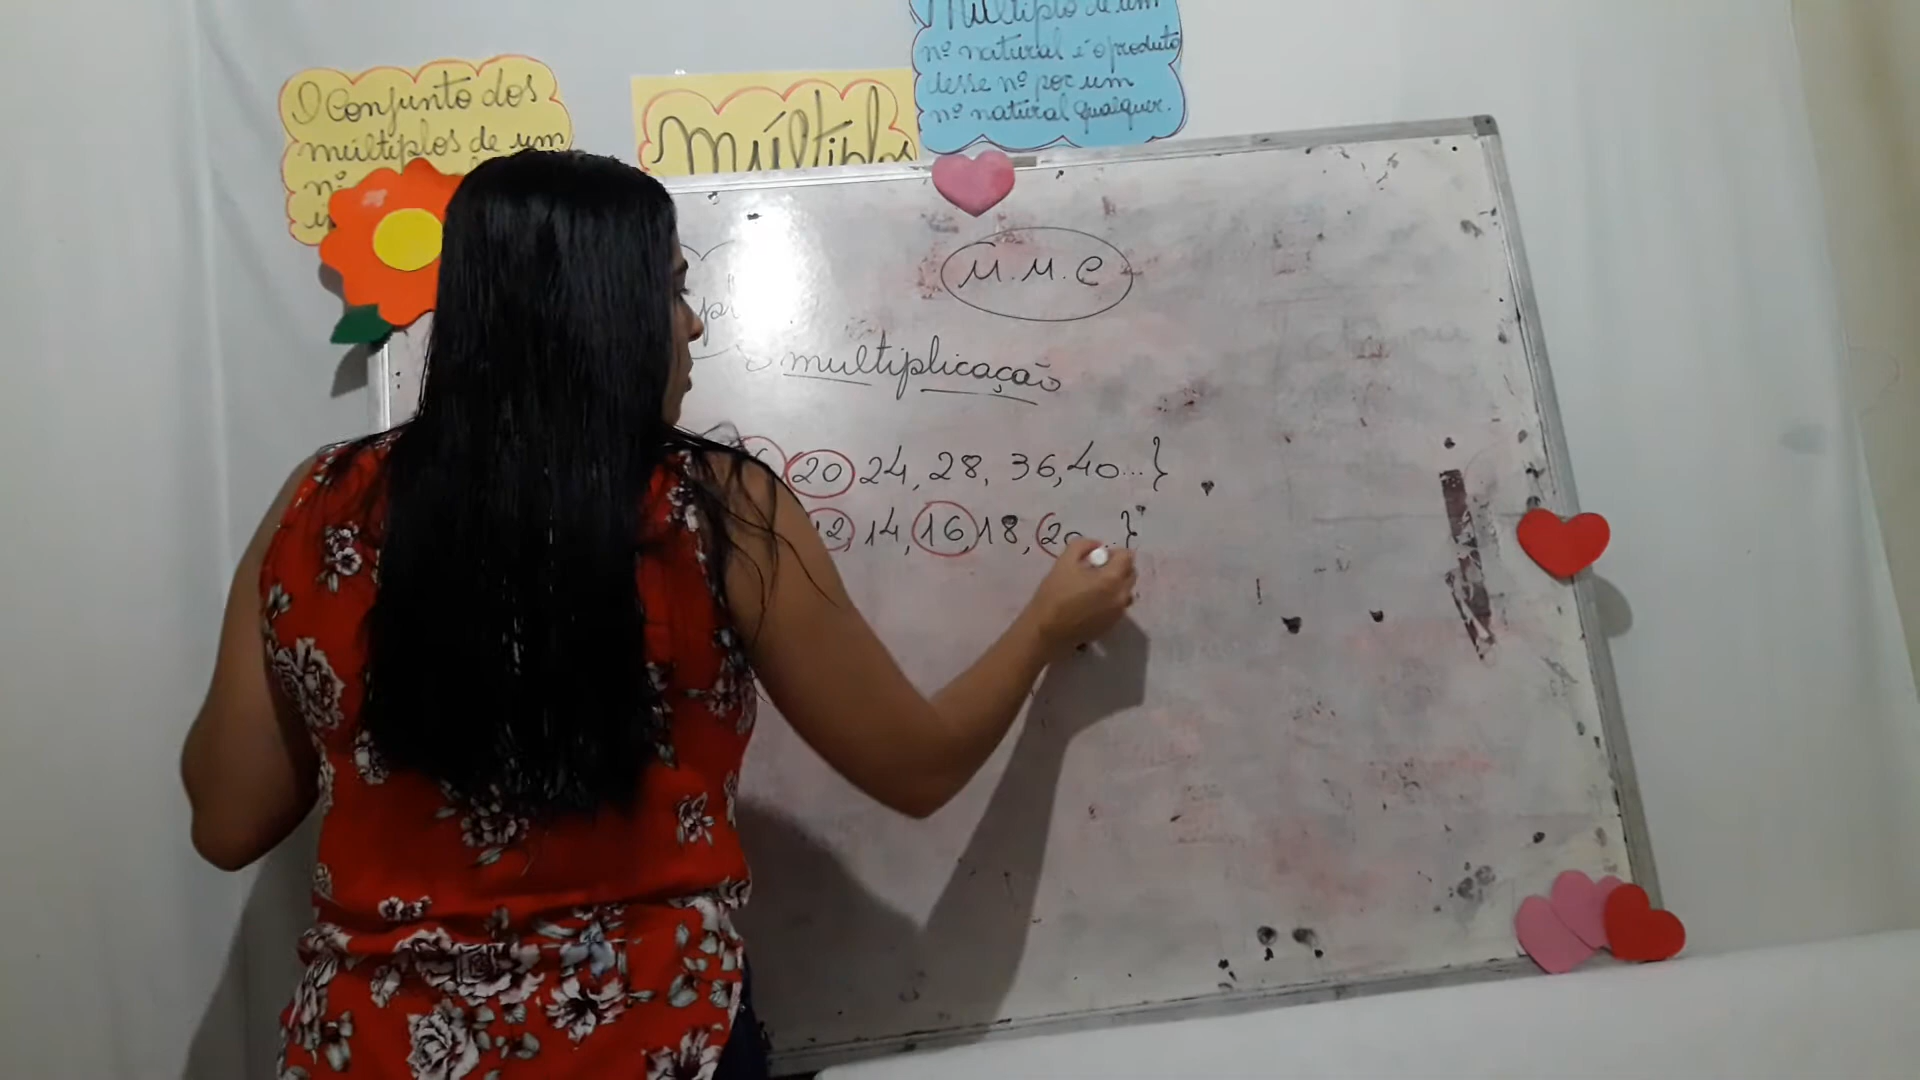 O Conjunto dos
múltiplos de um
nº
Múltiplos
Múltiplo de um
nº natural é o produto
desse nº por um
nº natural qualquer.
M.M.C
multiplicação
20 24, 28, 36, 40...}
12, 14, 16, 18, 20...}